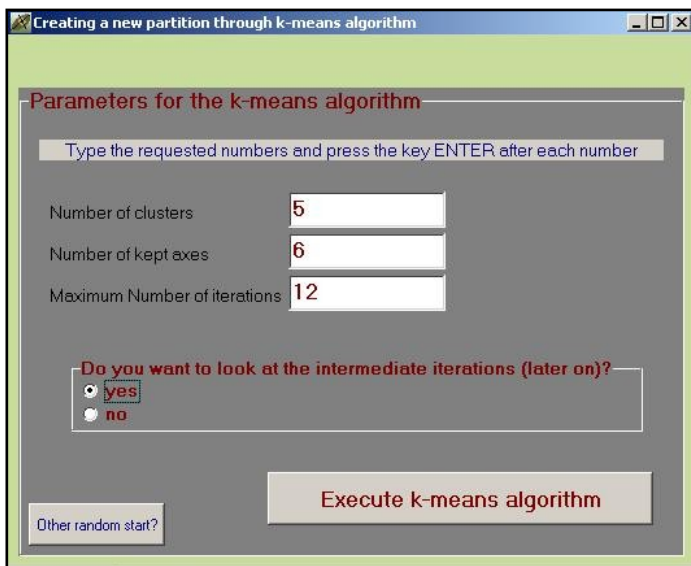 Creating a new partition through k-means algorithm
Parameters for the k-means algorithm
Type the requested numbers and press the key ENTER after each number
Number of clusters 5
Number of kept axes 6
Maximum Number of iterations 12
Do you want to look at the intermediate iterations (later on)?
yes
no
Execute k-means algorithm
Other random start?